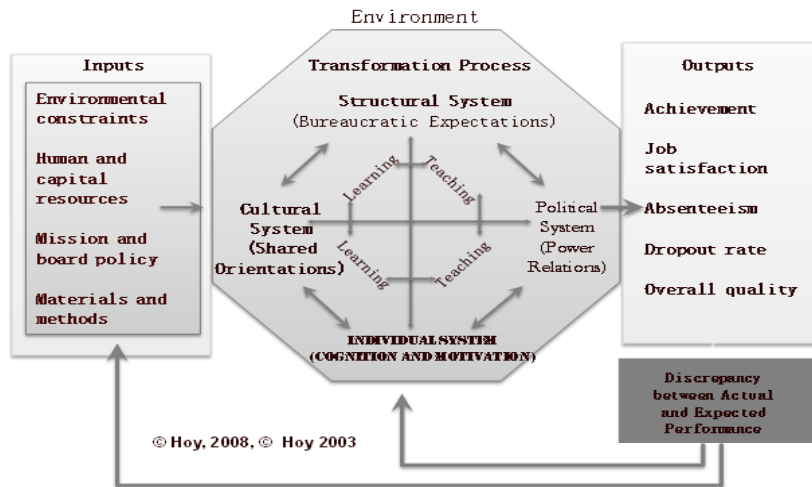 Environment
Inputs
Environmental
constraints
Human and
capital
resources
Mission and
board policy
Materials and
methods
Transformation Process
Structural System
(Bureaucratic Expectations)
Learning
Teaching
Cultural
System
(Shared
Orientations)
Political
System
(Power
Relations)
Learning
Teaching
INDIVIDUAL SYSTEM
(COGNITION AND MOTIVATION)
Outputs
Achievement
Job
satisfaction
Absenteeism
Dropout rate
Overall quality
Discrepancy
between Actual
and Expected
Performance
© Hoy, 2008, © Hoy 2003